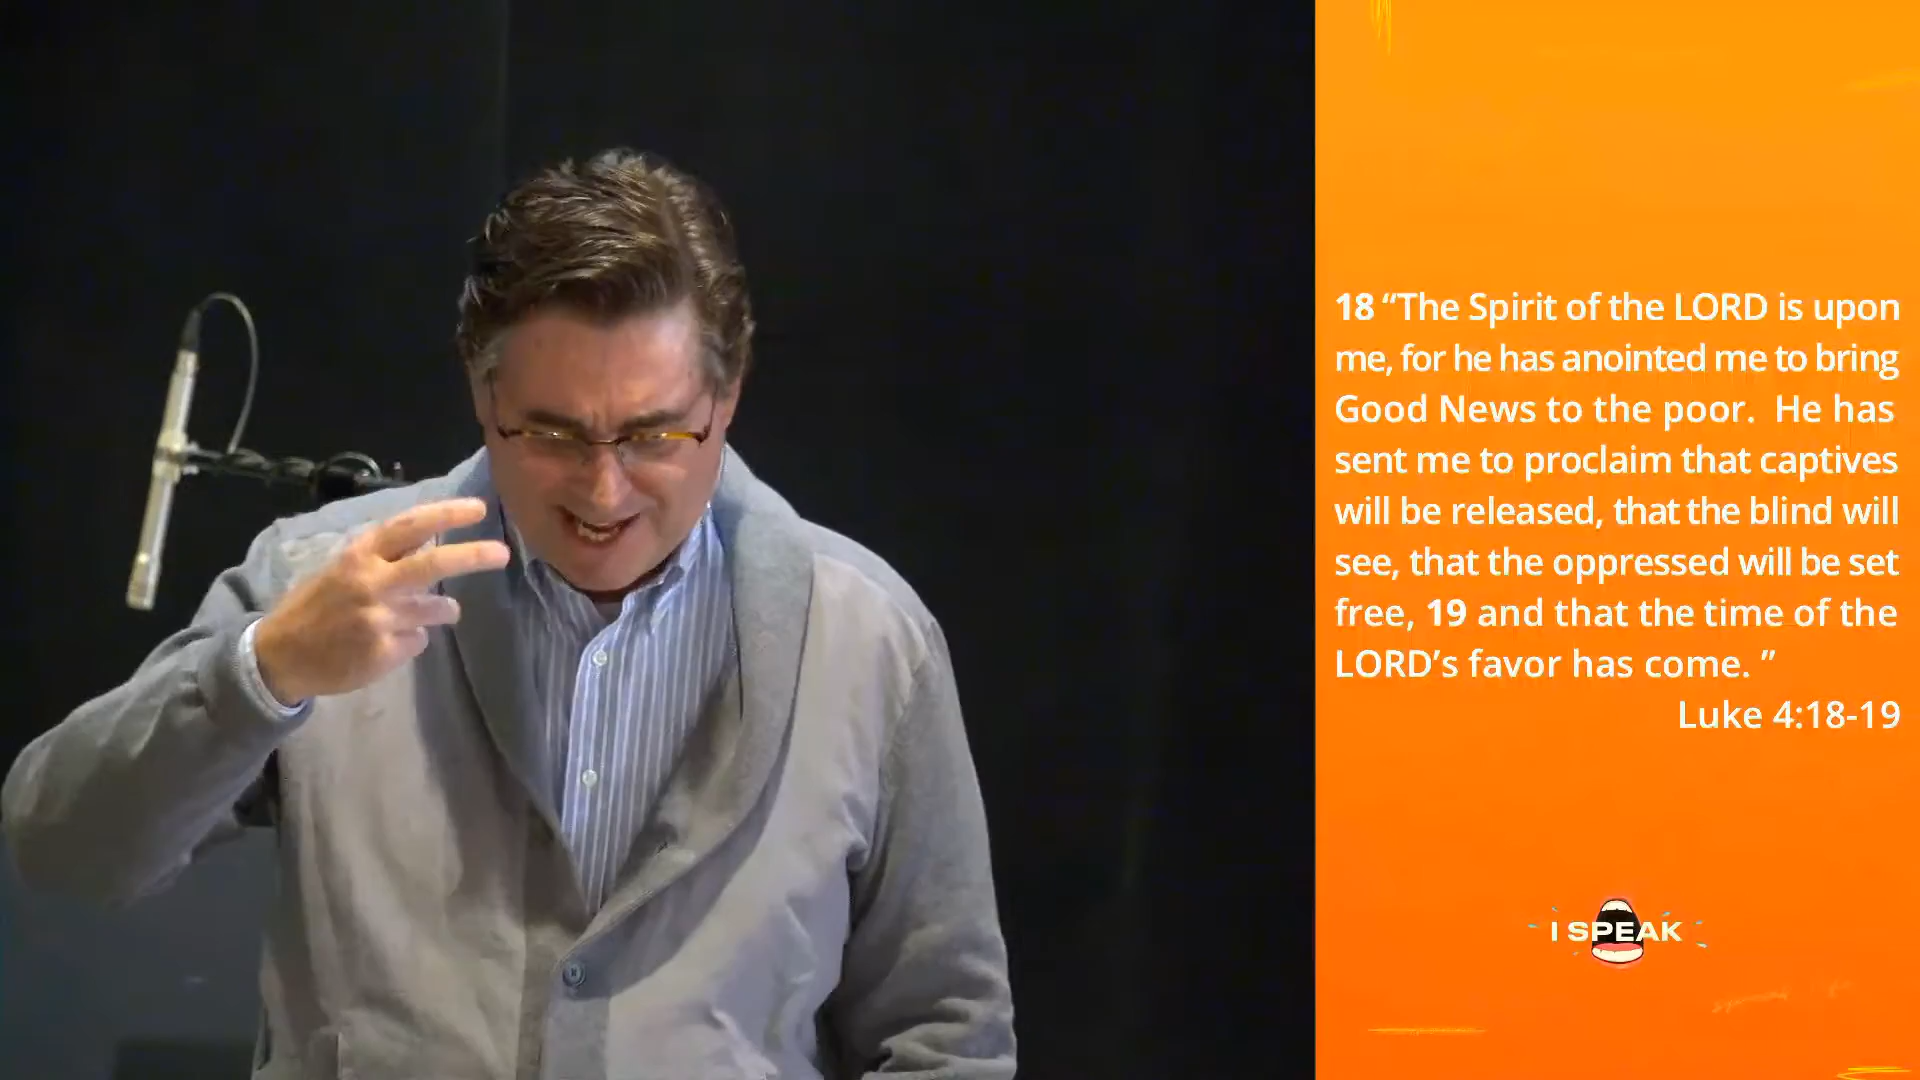 18 “The Spirit of the LORD is upon
me, for he has anointed me to bring
Good News to the poor.  He has
sent me to proclaim that captives
will be released, that the blind will
see, that the oppressed will be set
free, 19 and that the time of the
LORD’s favor has come. ”
Luke 4:18-19
I SPEAK